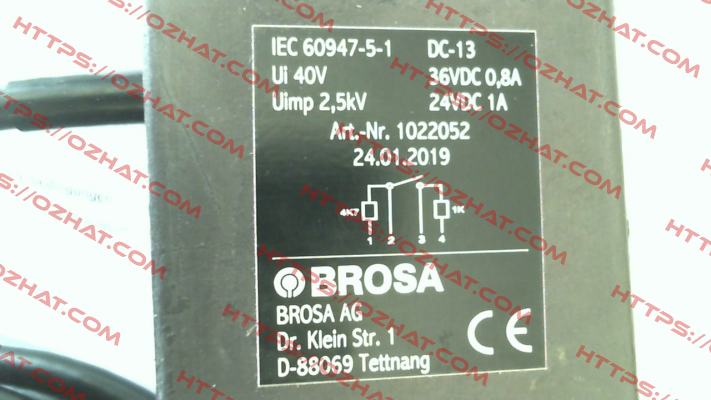 IEC 60947-5-1 DC-13
Ui 40V 36VDC 0,8A
Uimp 2,5kV 24VDC 1A
Art.-Nr. 1022052
24.01.2019
4K7 1K
1 2 3 4
BROSA
BROSA AG
Dr. Klein Str. 1
D-88069 Tettnang
CE
HTTPS://OZHAT.COM